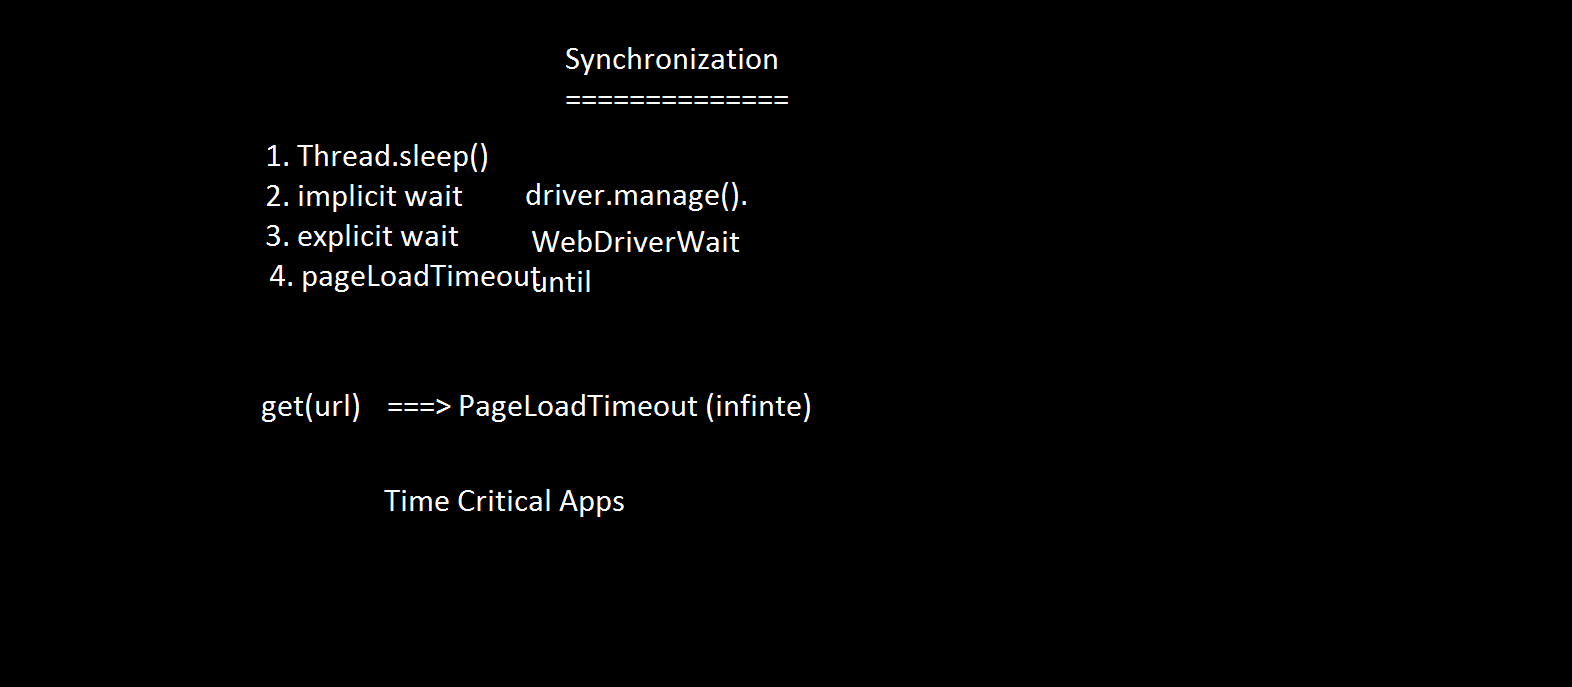 Synchronization
==============
1. Thread.sleep()
2. implicit wait driver.manage().
3. explicit wait WebDriverWait
4. pageLoadTimeout until
get(url) ===> PageLoadTimeout (infinte)
Time Critical Apps